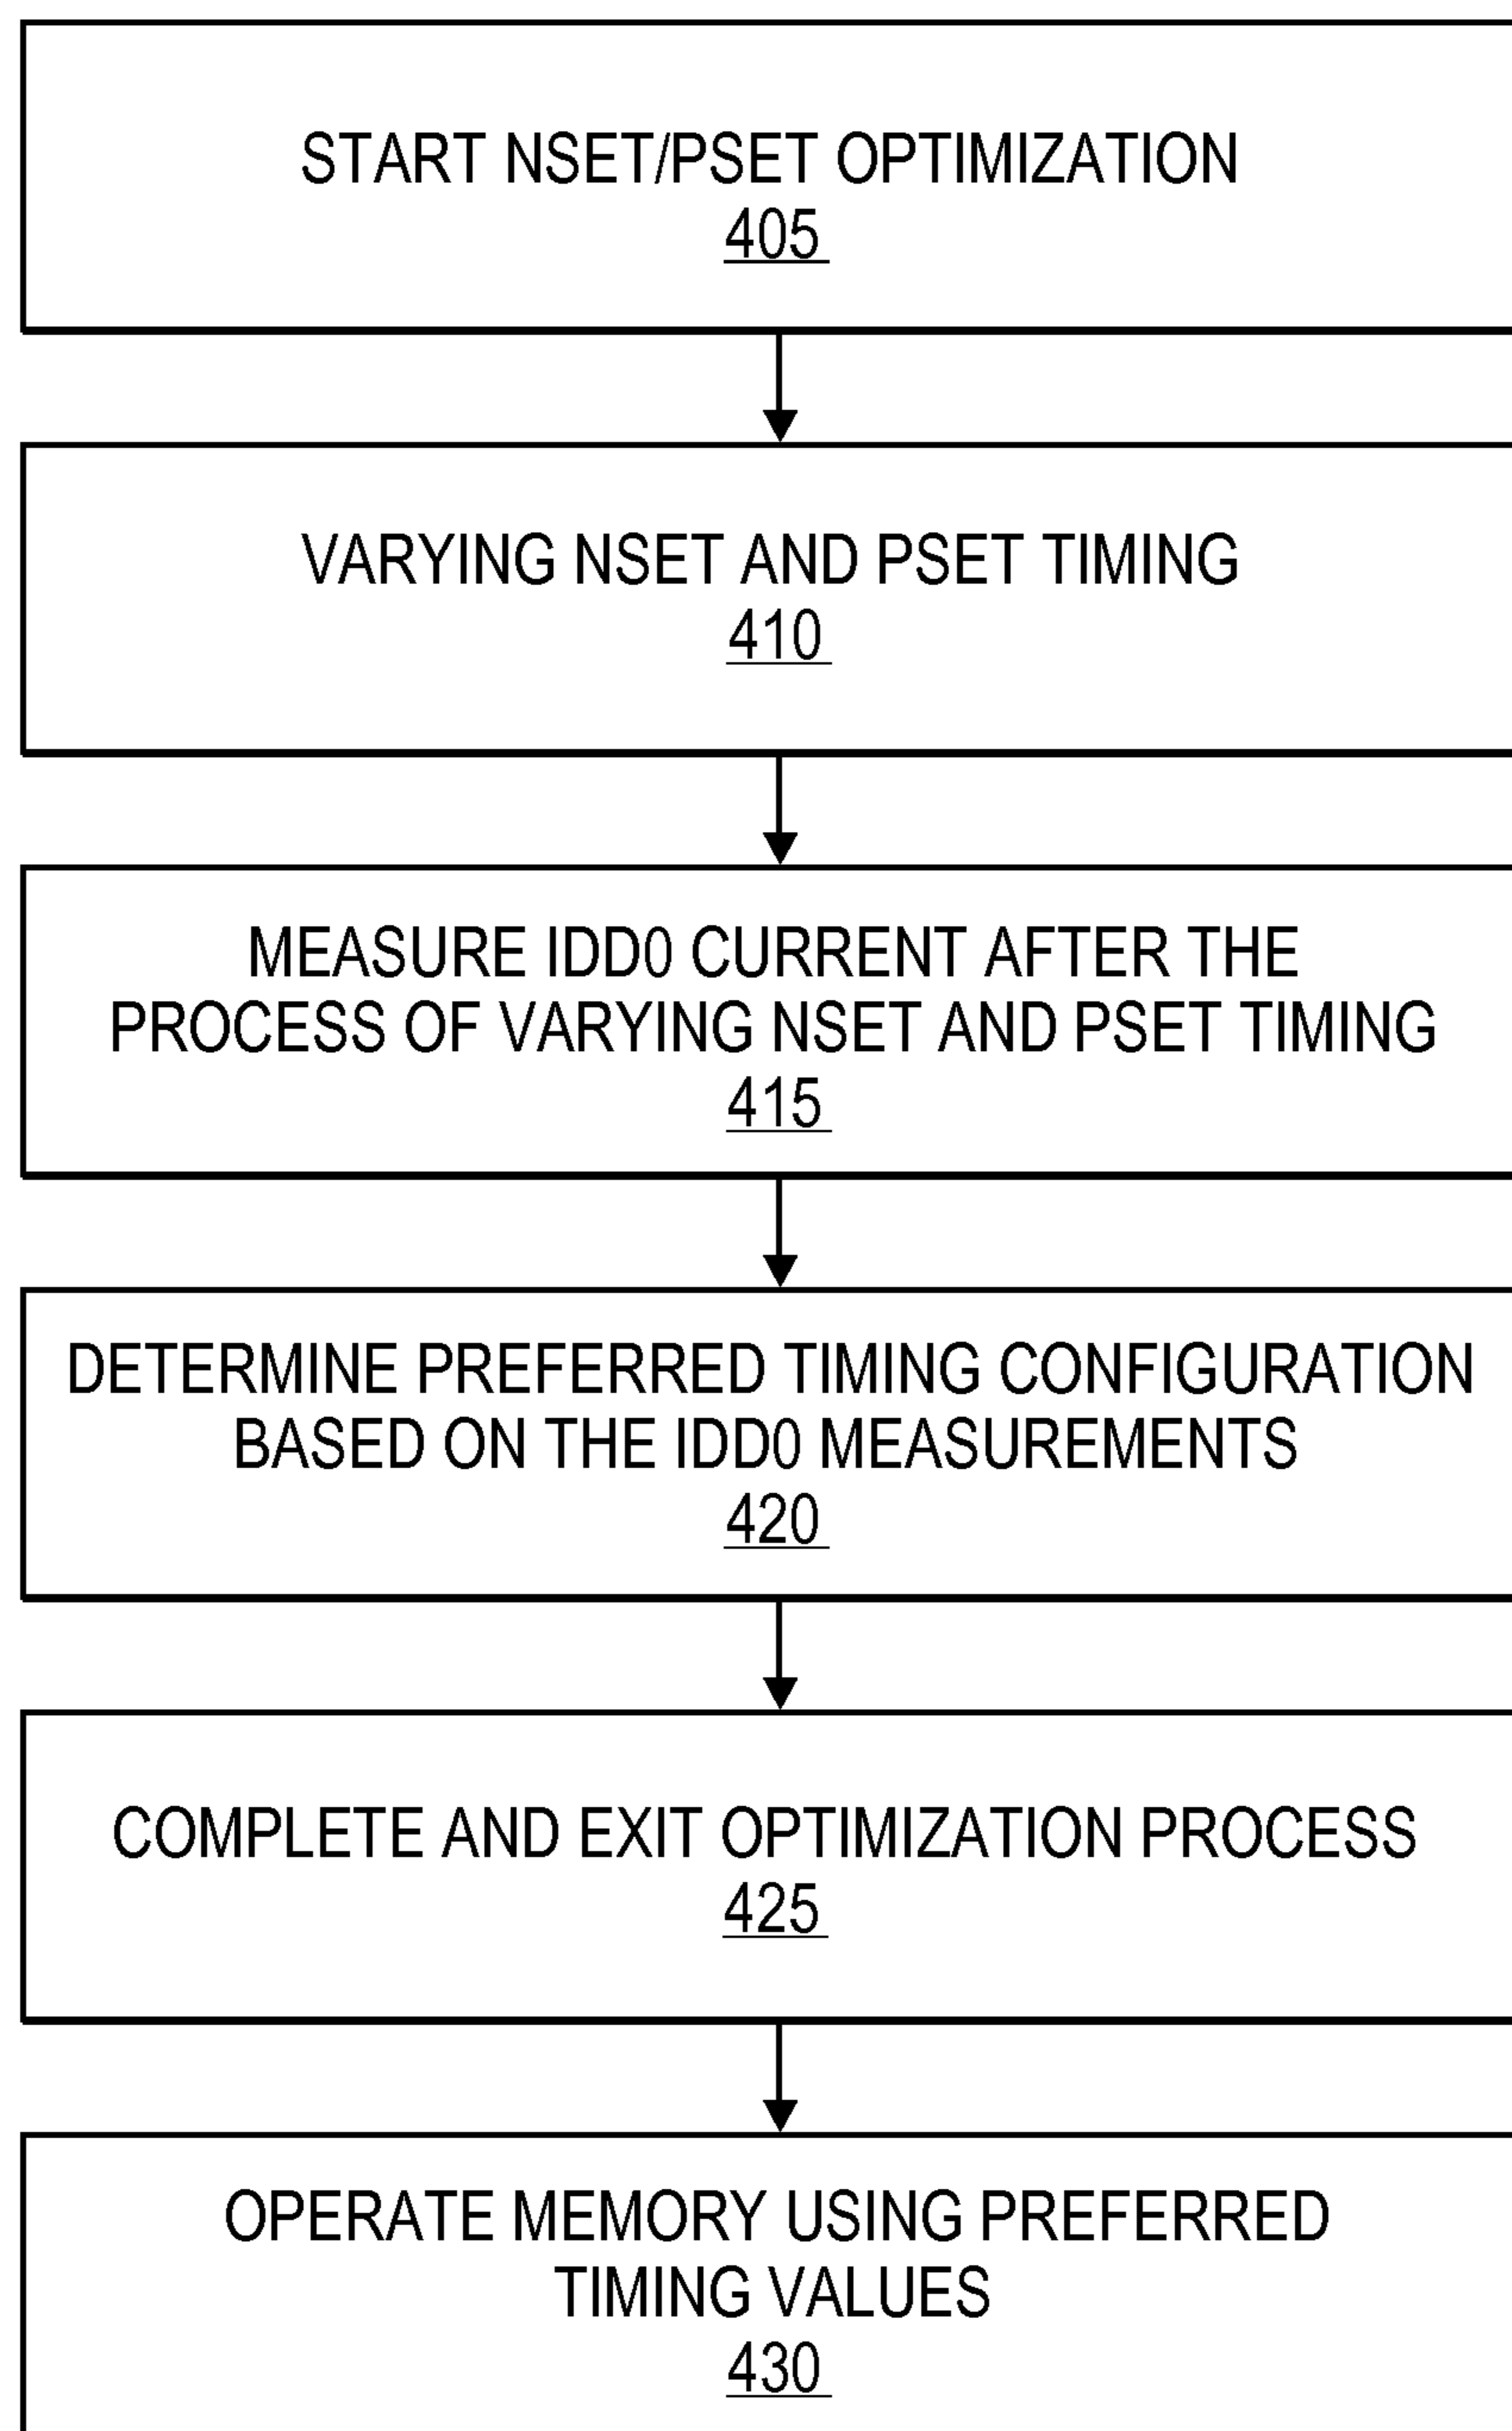 START NSET/PSET OPTIMIZATION
405
VARYING NSET AND PSET TIMING
410
MEASURE IDD0 CURRENT AFTER THE
PROCESS OF VARYING NSET AND PSET TIMING
415
DETERMINE PREFERRED TIMING CONFIGURATION
BASED ON THE IDD0 MEASUREMENTS
420
COMPLETE AND EXIT OPTIMIZATION PROCESS
425
OPERATE MEMORY USING PREFERRED
TIMING VALUES
430